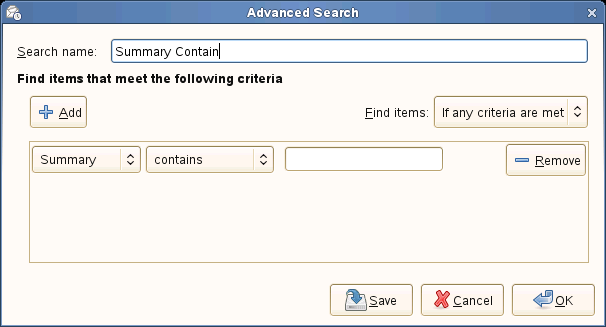 Advanced Search
Search name: Summary Contain
Find items that meet the following criteria
Add Find items: If any criteria are met
Summary contains Remove
Save Cancel OK